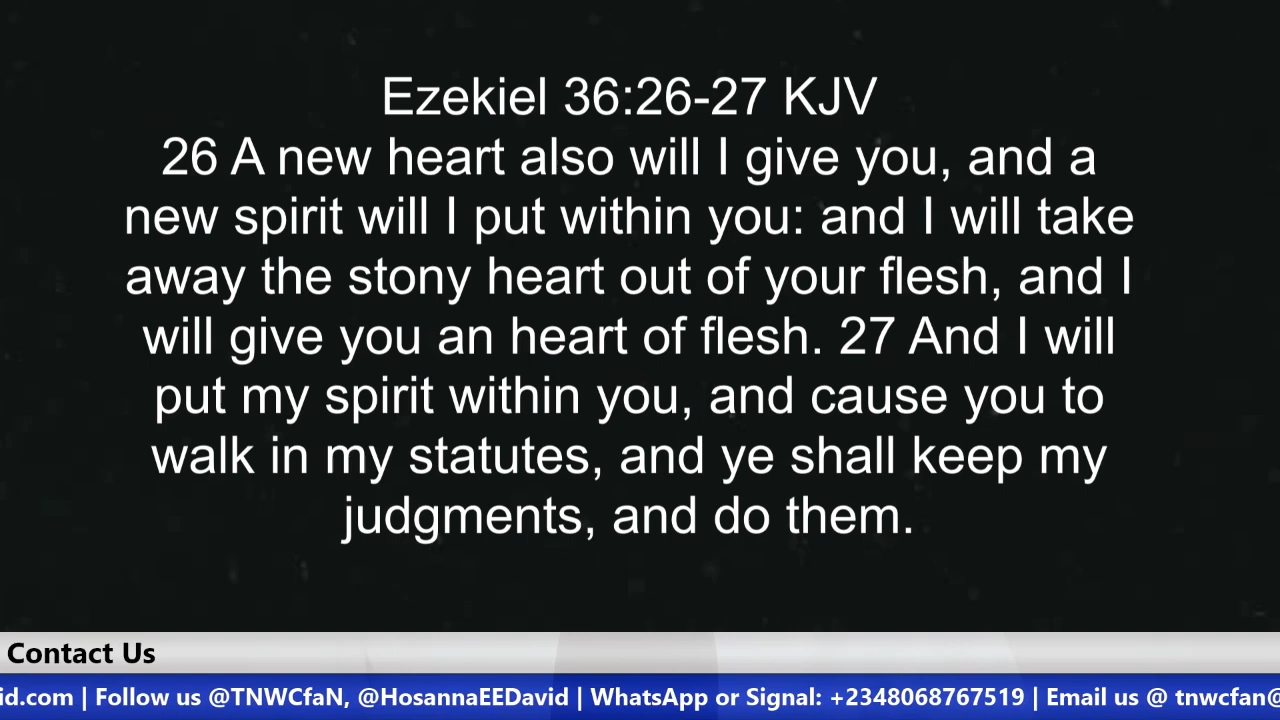 Ezekiel 36:26-27 KJV
26 A new heart also will I give you, and a
new spirit will I put within you: and I will take
away the stony heart out of your flesh, and I
will give you an heart of flesh. 27 And I will
put my spirit within you, and cause you to
walk in my statutes, and ye shall keep my
judgments, and do them.
Contact Us
id.com | Follow us @TNWCfaN, @HosannaEEDavid | WhatsApp or Signal: +2348068767519 | Email us @ tnwcfan@